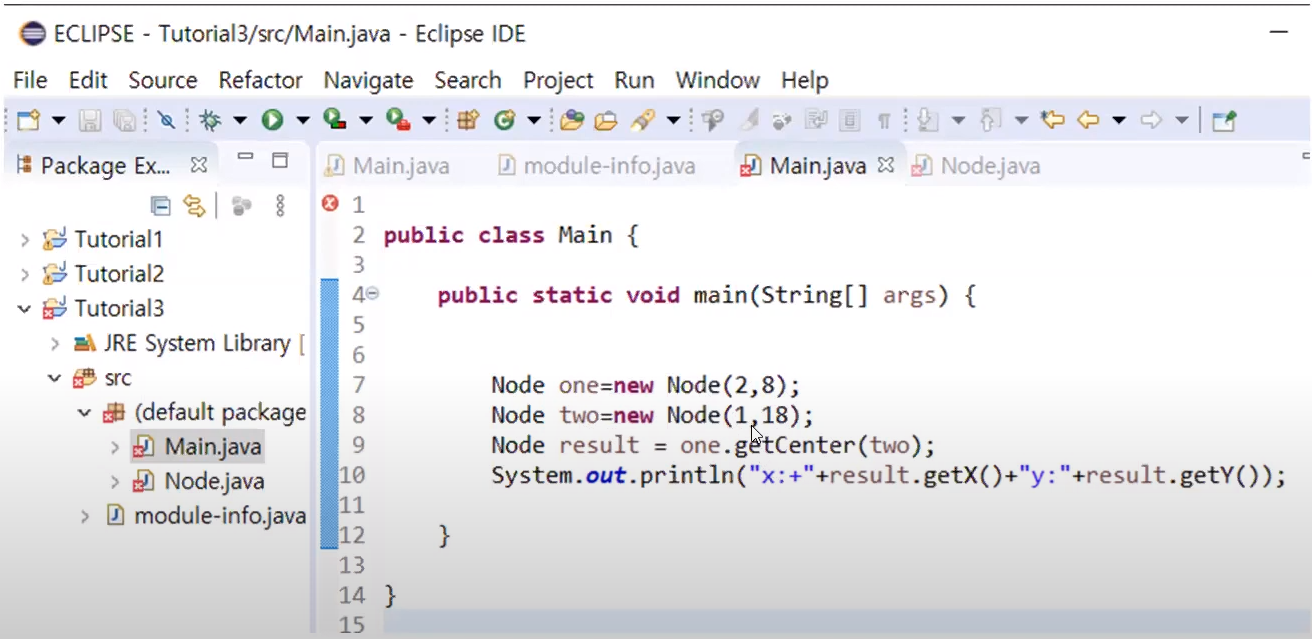 ECLIPSE - Tutorial3/src/Main.java - Eclipse IDE
File Edit Source Refactor Navigate Search Project Run Window Help
Package Ex...
Main.java module-info.java Main.java Node.java
Tutorial1
Tutorial2
Tutorial3
JRE System Library [
src
(default package
Main.java
Node.java
module-info.java
1
2 public class Main {
3
4 public static void main(String[] args) {
5
6
7 Node one=new Node(2,8);
8 Node two=new Node(1,18);
9 Node result = one.getCenter(two);
10 System.out.println("x:+"+result.getX()+"y:"+result.getY());
11
12 }
13
14 }
15